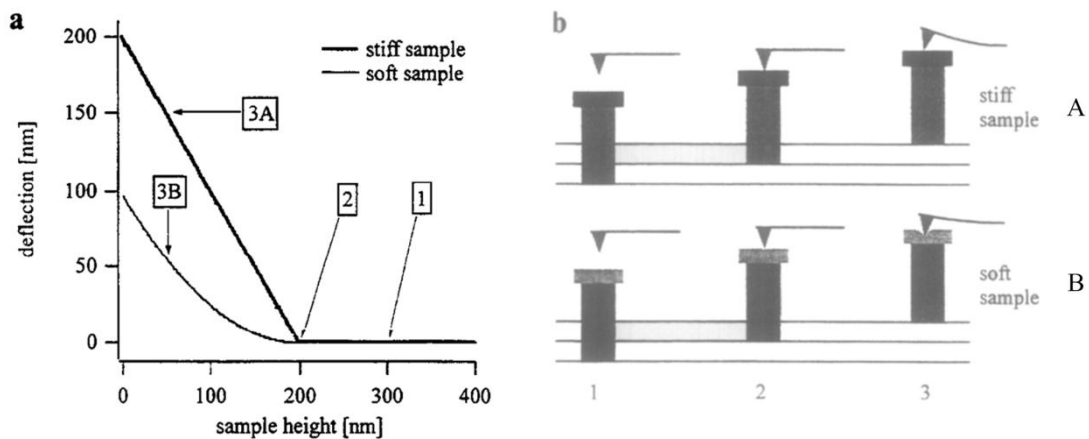 a
deflection [nm]
200
150
100
50
0
stiff sample
soft sample
3A
3B
2
1
0
100
200
300
400
sample height [nm]
b
stiff
sample
A
soft
sample
B
1
2
3